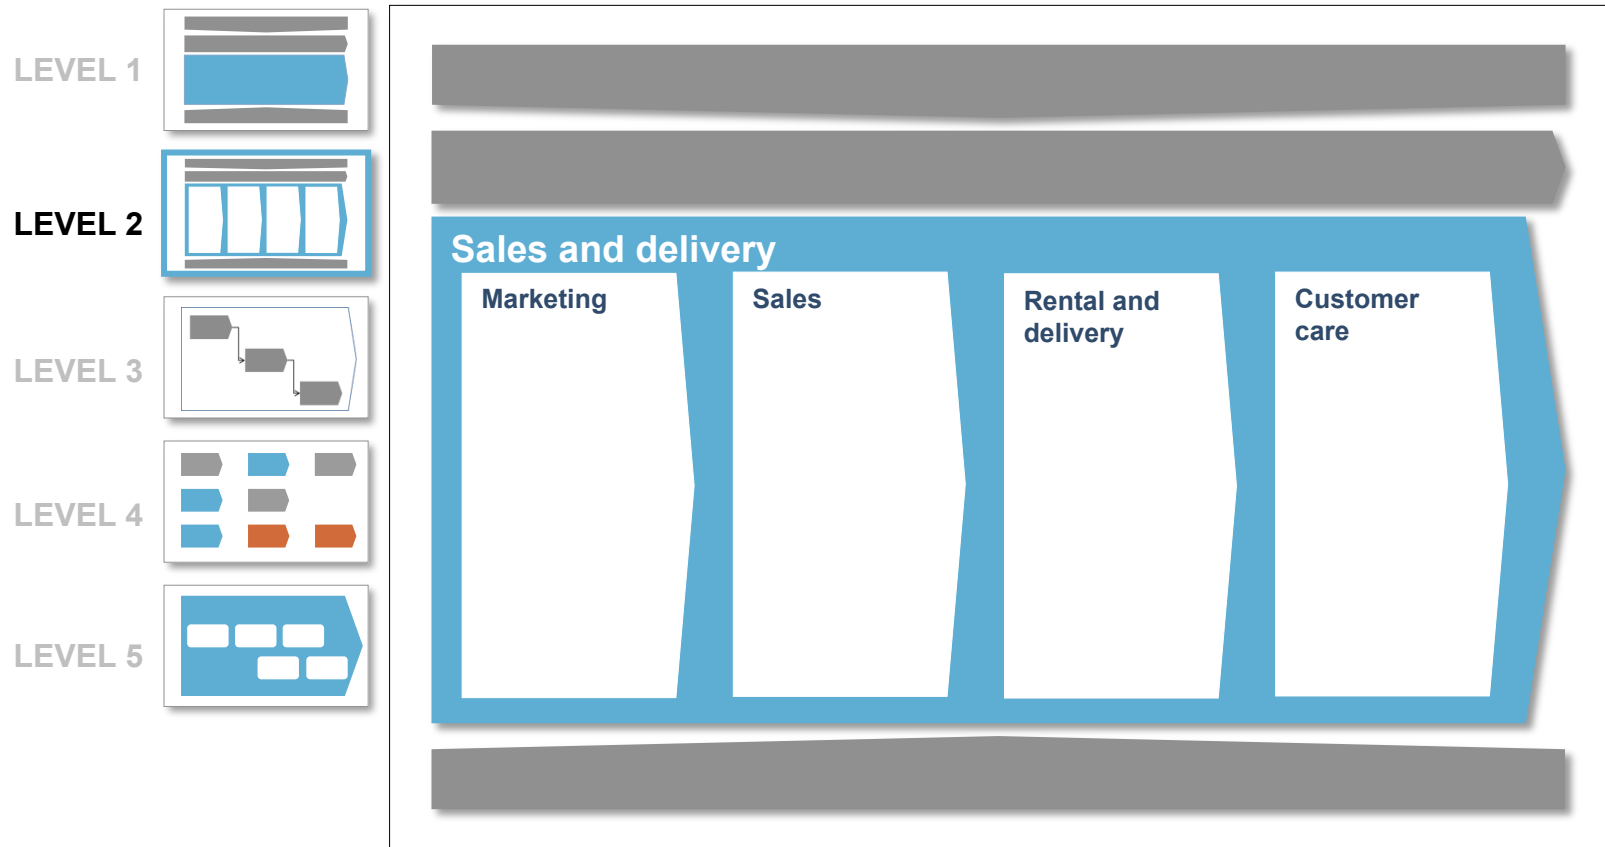 LEVEL 1
LEVEL 2
LEVEL 3
LEVEL 4
LEVEL 5
Sales and delivery
Marketing
Sales
Rental and
delivery
Customer
care